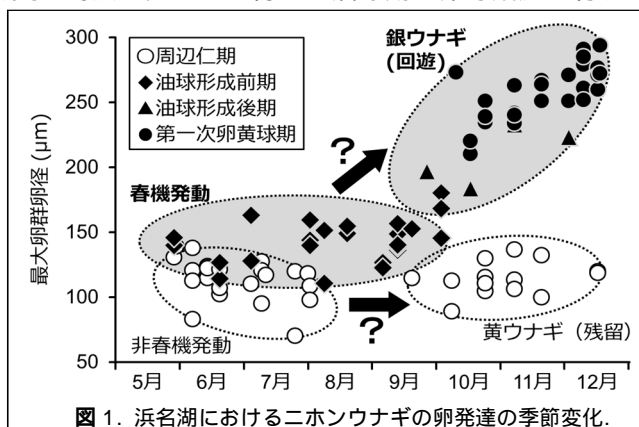 300
250
200
150
100
50
最大卵群卵径 (μm)
○周辺仁期
◆油球形成前期
▲油球形成後期
●第一次卵黄球期
銀ウナギ
(回遊)
?
春機発動
非春機発動
?
黄ウナギ（残留）
5月 6月 7月 8月 9月 10月 11月 12月
図 1. 浜名湖におけるニホンウナギの卵発達の季節変化.